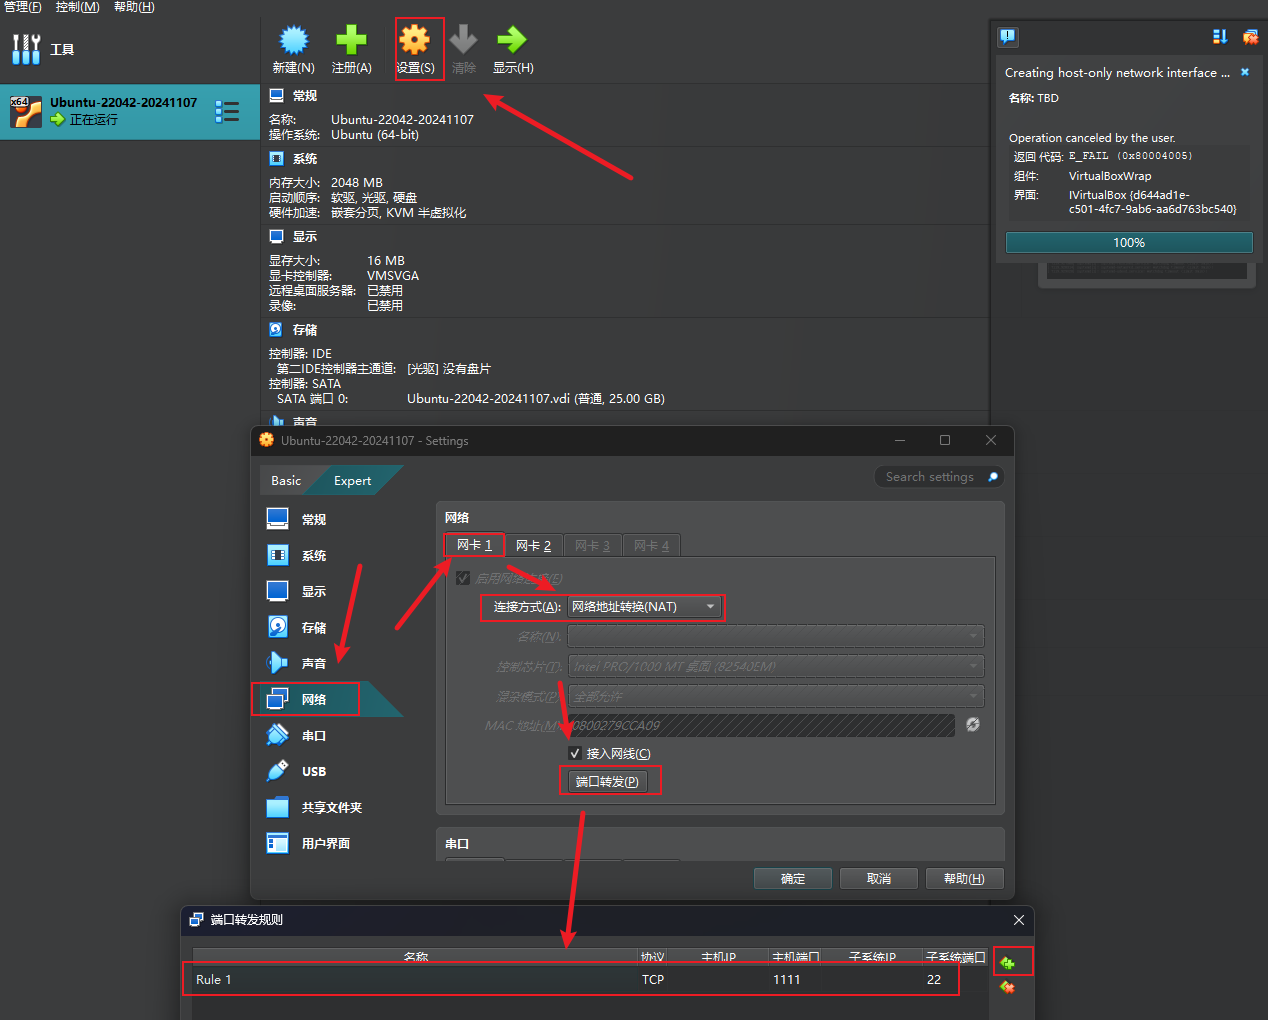 管理(F) 控制(M) 帮助(H)
工具
新建(N) 注册(A) 设置(S) 清除 显示(H)
x64
Ubuntu-22042-20241107
正在运行
常规
名称: Ubuntu-22042-20241107
操作系统: Ubuntu (64-bit)
系统
内存大小: 2048 MB
启动顺序: 软驱, 光驱, 硬盘
硬件加速: 嵌套分页, KVM 半虚拟化
显示
显存大小: 16 MB
显卡控制器: VMSVGA
远程桌面服务器: 已禁用
录像: 已禁用
存储
控制器: IDE
第二IDE控制器主通道: [光驱] 没有盘片
控制器: SATA
SATA 端口 0: Ubuntu-22042-20241107.vdi (普通, 25.00 GB)
声音
Creating host-only network interface ...
名称: TBD
Operation canceled by the user.
返回 代码: E_FAIL (0x80004005)
组件: VirtualBoxWrap
界面: IVirtualBox {d644ad1e-
c501-4fc7-9ab6-aa6d763bc540}
100%
Ubuntu-22042-20241107 - Settings
Basic Expert
Search settings
常规
系统
显示
存储
声音
网络
串口
USB
共享文件夹
用户界面
网络
网卡 1 网卡 2 网卡 3 网卡 4
启用网络连接(E)
连接方式(A): 网络地址转换(NAT)
名称(N):
控制芯片(T): Intel PRO/1000 MT 桌面 (82540EM)
混杂模式(P): 全部允许
MAC 地址(M): 0800279CCA09
接入网线(C)
端口转发(P)
串口
确定 取消 帮助(H)
端口转发规则
名称 协议 主机IP 主机端口 子系统IP 子系统端口
Rule 1 TCP 1111 22